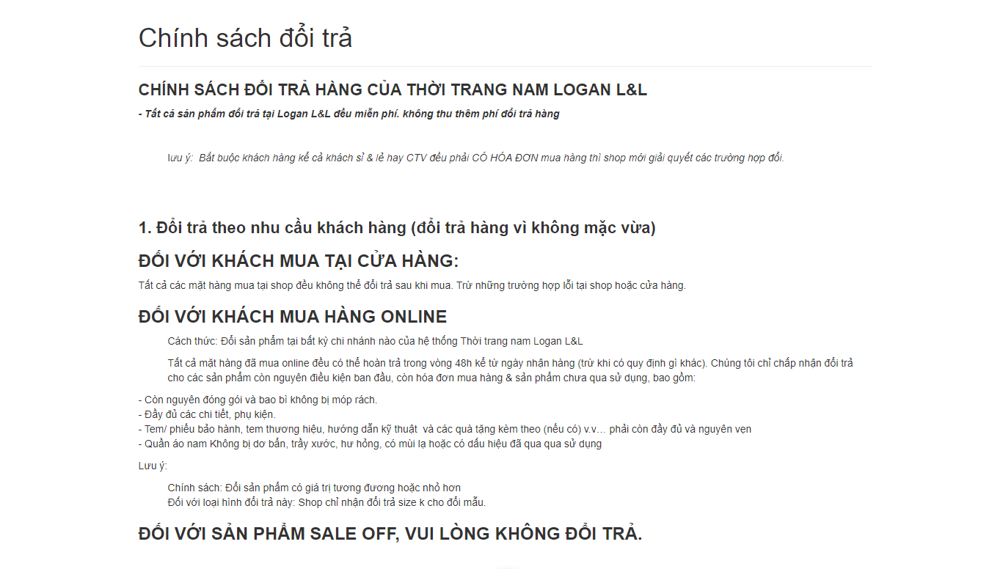 Chính sách đổi trả
CHÍNH SÁCH ĐỔI TRẢ HÀNG CỦA THỜI TRANG NAM LOGAN L&L
- Tất cả sản phẩm đổi trả tại Logan L&L đều miễn phí. không thu thêm phí đổi trả hàng
lưu ý:  Bắt buộc khách hàng kể cả khách sỉ & lẻ hay CTV đều phải CÓ HÓA ĐƠN mua hàng thì shop mới giải quyết các trường hợp đổi.
1. Đổi trả theo nhu cầu khách hàng (đổi trả hàng vì không mặc vừa)
ĐỐI VỚI KHÁCH MUA TẠI CỬA HÀNG:
Tất cả các mặt hàng mua tại shop đều không thể đổi trả sau khi mua. Trừ những trường hợp lỗi tại shop hoặc cửa hàng.
ĐỐI VỚI KHÁCH MUA HÀNG ONLINE
Cách thức: Đổi sản phẩm tại bất kỳ chi nhánh nào của hệ thống Thời trang nam Logan L&L
Tất cả mặt hàng đã mua online đều có thể hoàn trả trong vòng 48h kể từ ngày nhận hàng (trừ khi có quy định gì khác). Chúng tôi chỉ chấp nhận đổi trả
cho các sản phẩm còn nguyên điều kiện ban đầu, còn hóa đơn mua hàng & sản phẩm chưa qua sử dụng, bao gồm:
- Còn nguyên đóng gói và bao bì không bị móp rách.
- Đầy đủ các chi tiết, phụ kiện.
- Tem/ phiếu bảo hành, tem thương hiệu, hướng dẫn kỹ thuật  và các quà tặng kèm theo (nếu có) v.v… phải còn đầy đủ và nguyên vẹn
- Quần áo nam Không bị dơ bẩn, trầy xước, hư hỏng, có mùi lạ hoặc có dấu hiệu đã qua qua sử dụng
Lưu ý:
Chính sách: Đổi sản phẩm có giá trị tương đương hoặc nhỏ hơn
Đối với loại hình đổi trả này: Shop chỉ nhận đổi trả size k cho đổi mẫu.
ĐỐI VỚI SẢN PHẨM SALE OFF, VUI LÒNG KHÔNG ĐỔI TRẢ.